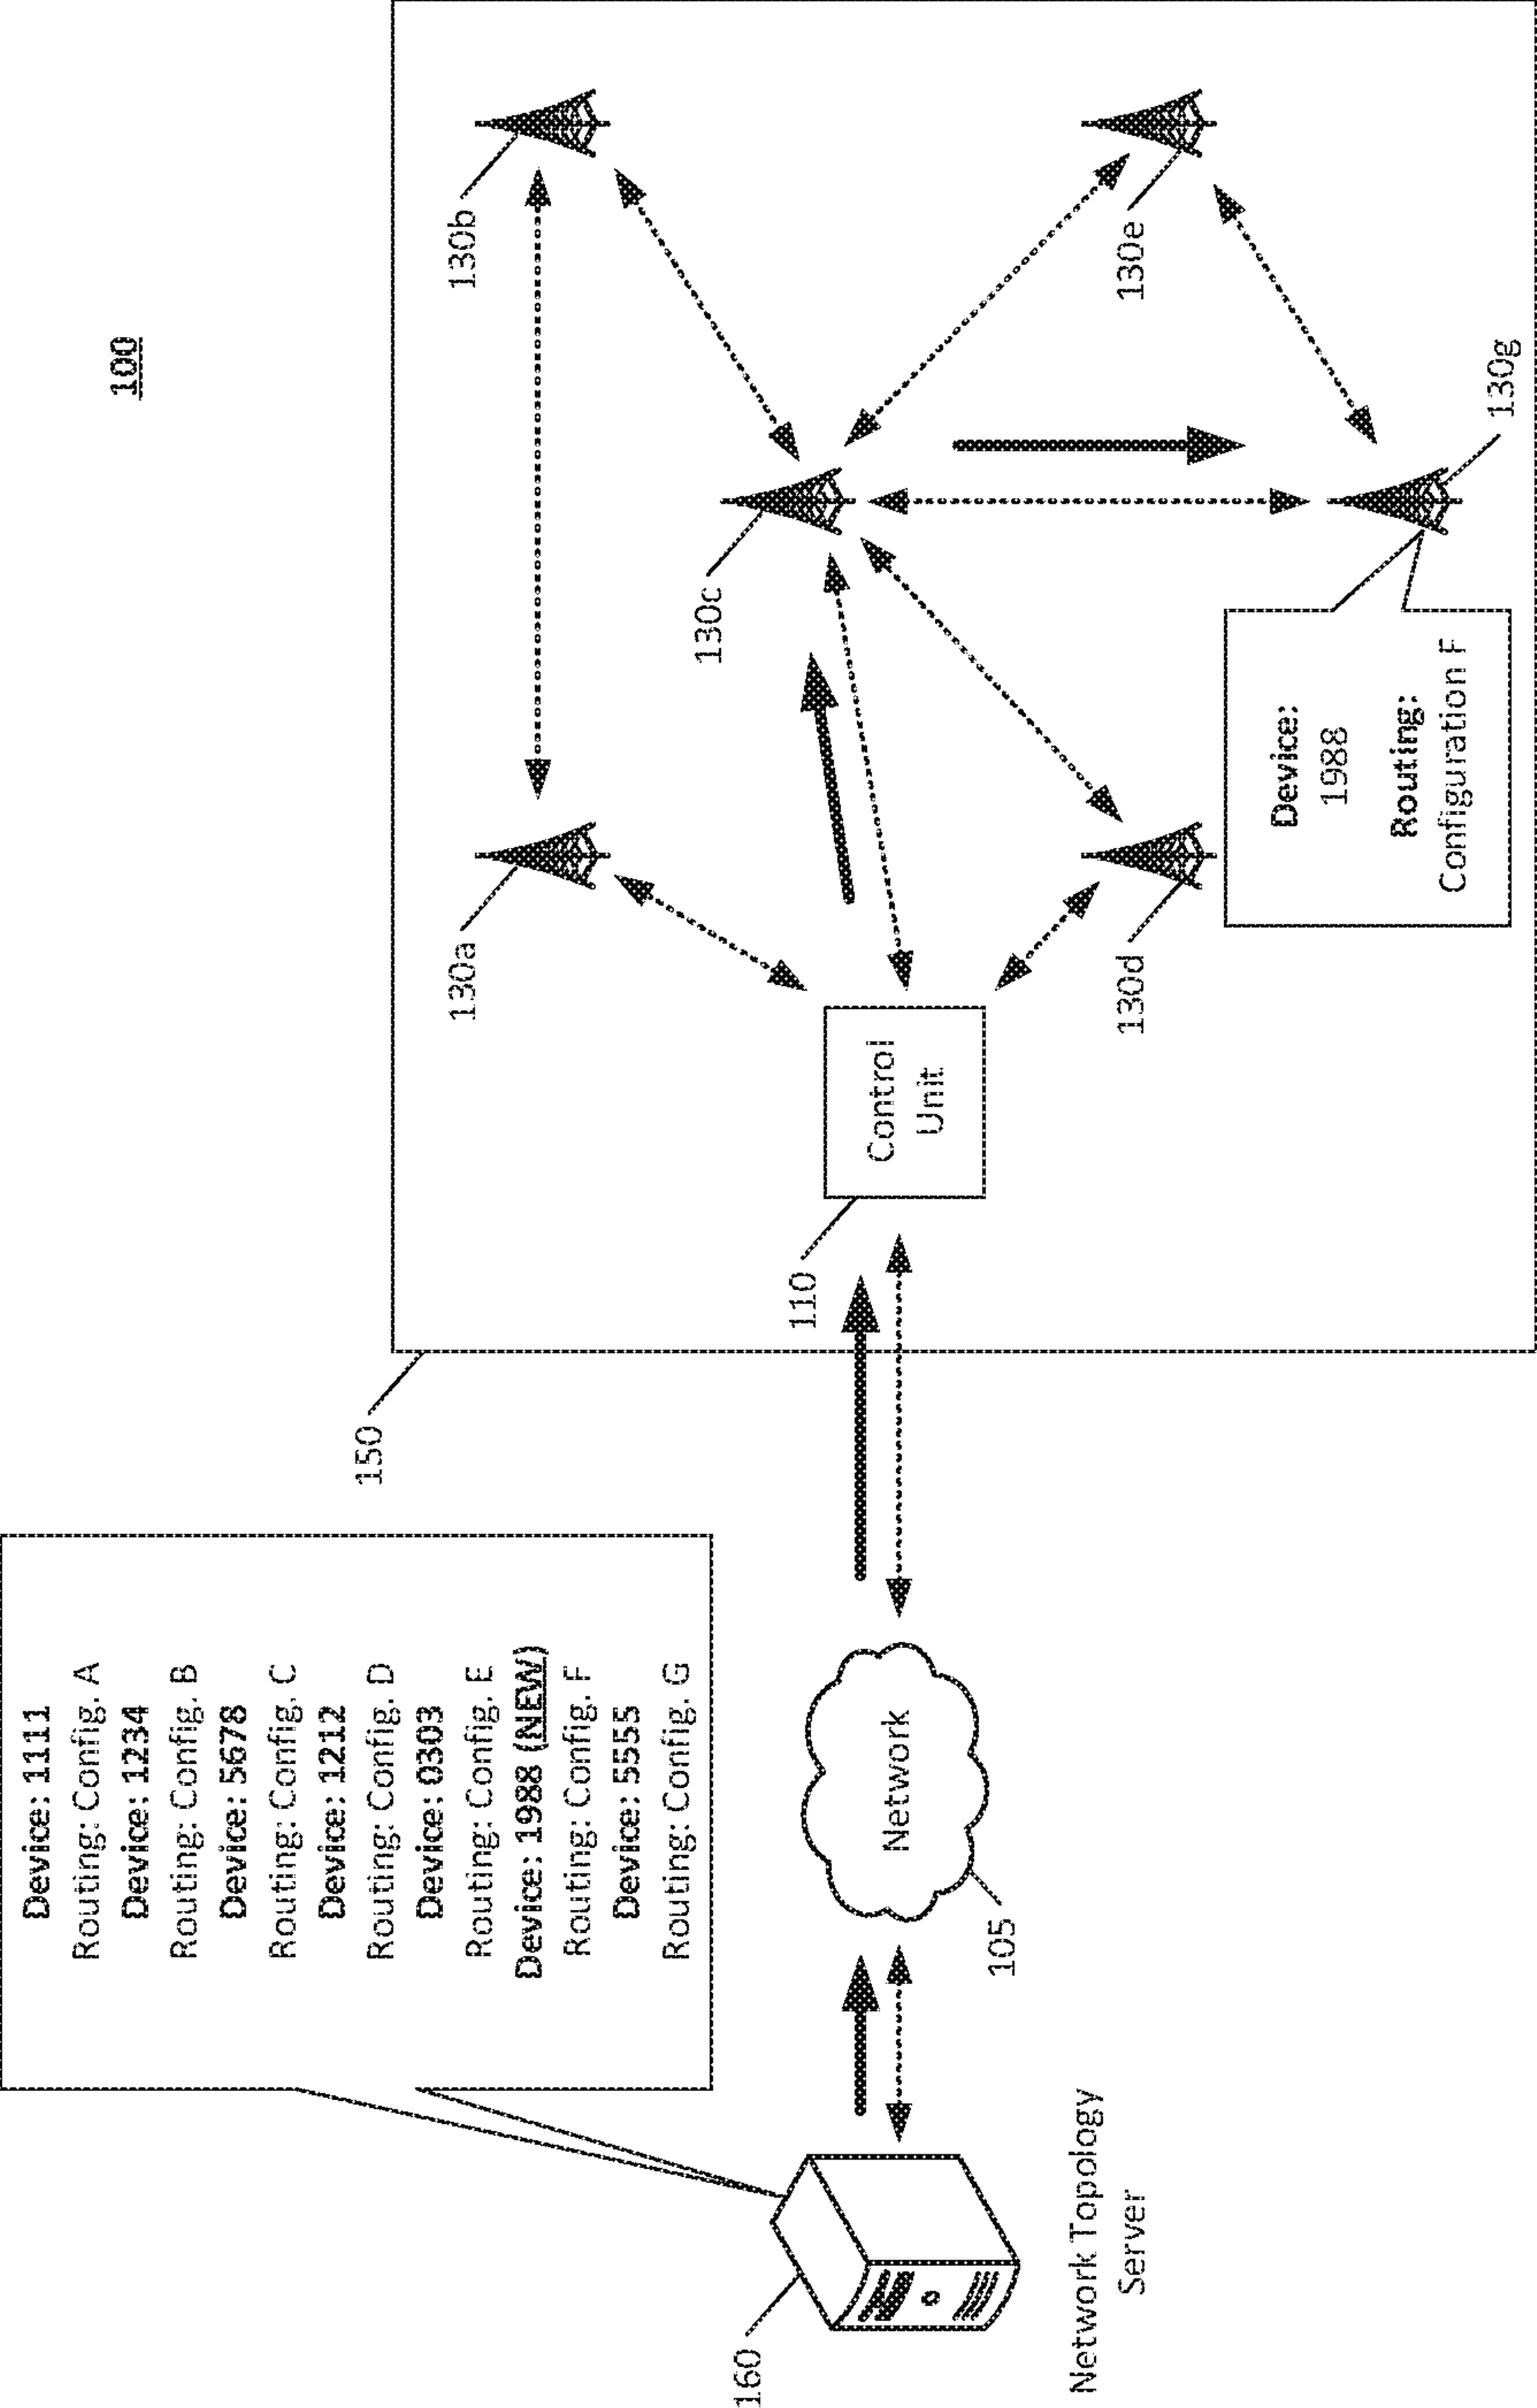 100
Device: 1111
Routing: Config. A
Device: 1234
Routing: Config. B
Device: 5678
Routing: Config. C
Device: 1212
Routing: Config. D
Device: 0303
Routing: Config. E
Device: 1988 (NEW)
Routing: Config. F
Device: 5555
Routing: Config. G
150
130a
130b
130c
110
Control
Unit
160
Network
105
Network Topology
Server
130d
130e
Device:
1988
Routing:
Configuration F
130g